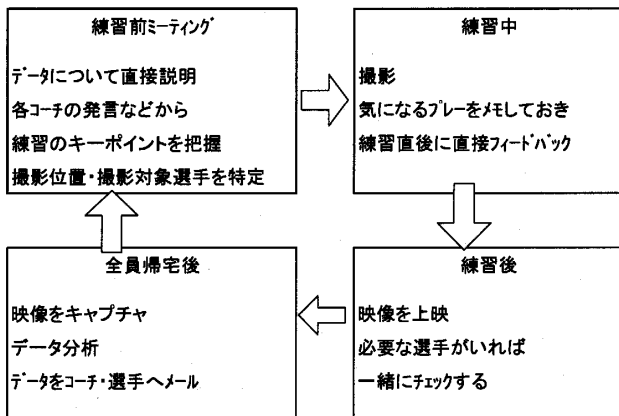 練習前ミーティング
データについて直接説明
各コーチの発言などから
練習のキーポイントを把握
撮影位置・撮影対象選手を特定
練習中
撮影
気になるプレーをメモしておき
練習直後に直接フィードバック
全員帰宅後
映像をキャプチャ
データ分析
データをコーチ・選手へメール
練習後
映像を上映
必要な選手がいれば
一緒にチェックする